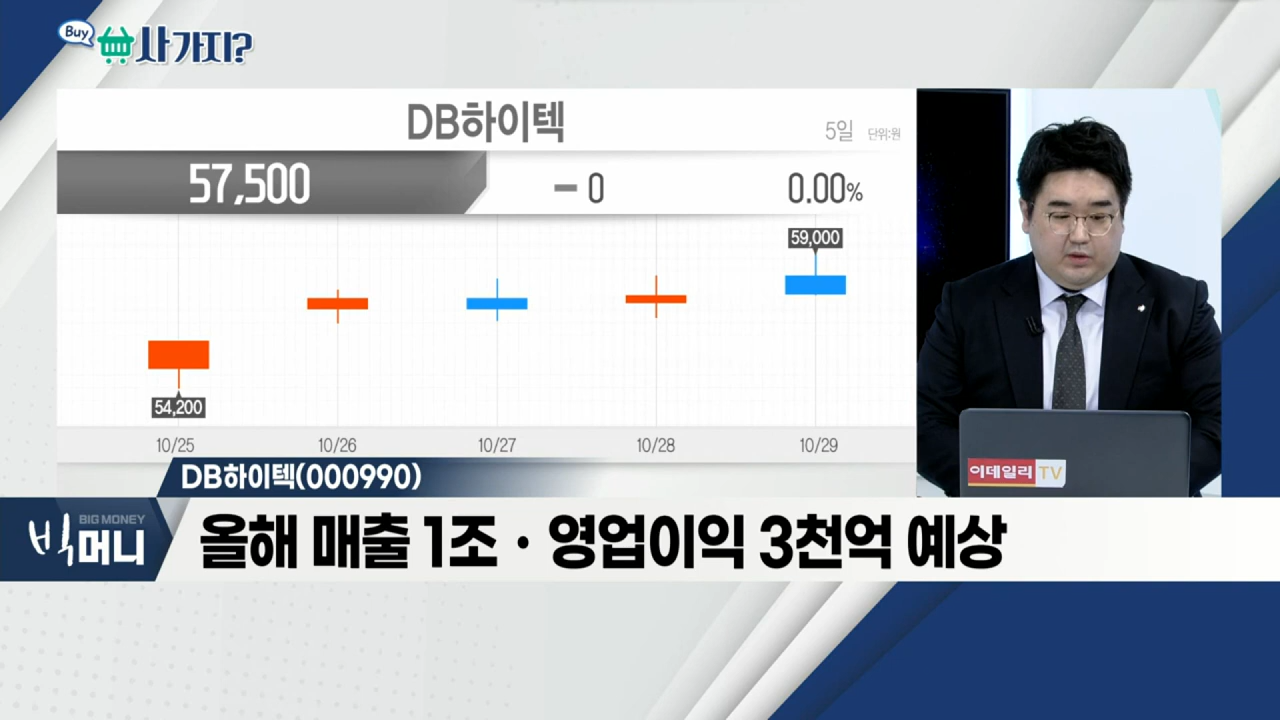 Buy
사가지?
DB하이텍
5일 단위:원
57,500
0 0.00%
59,000
54,200
10/25 10/26 10/27 10/28 10/29
DB하이텍(000990)
이데일리TV
빅머니 BIG MONEY
올해 매출 1조·영업이익 3천억 예상